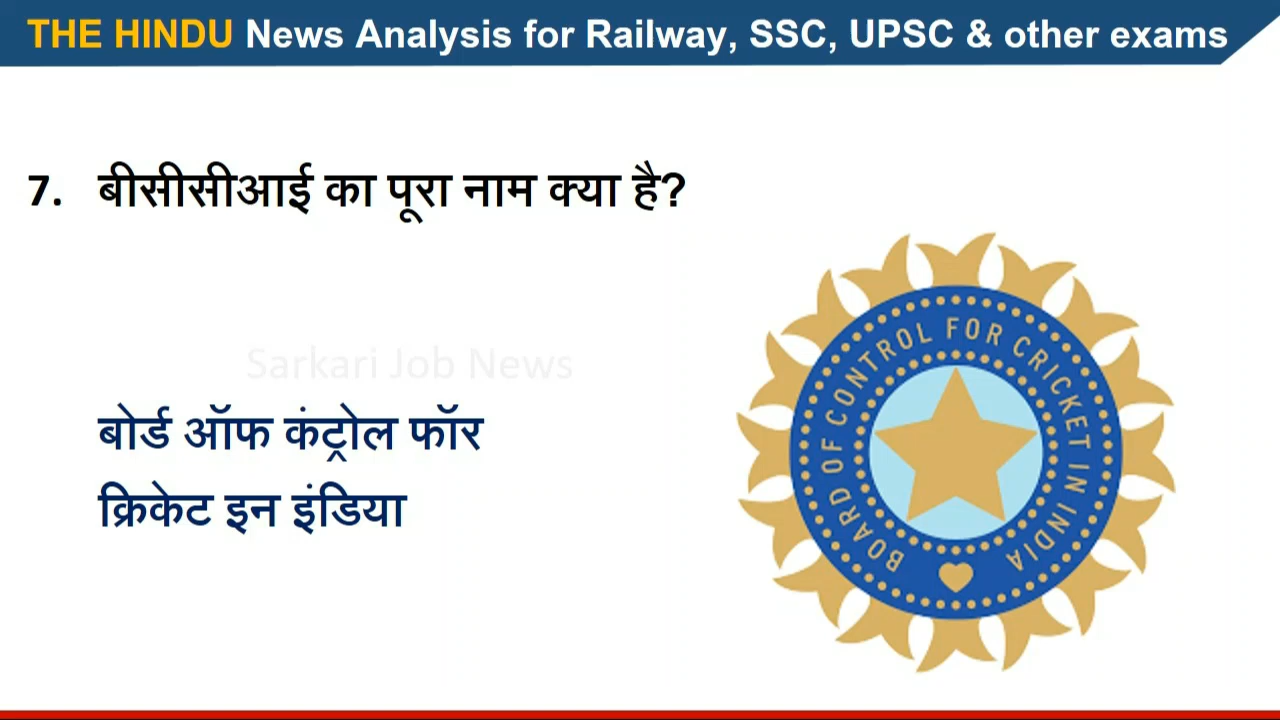 THE HINDU News Analysis for Railway, SSC, UPSC & other exams
7. बीसीसीआई का पूरा नाम क्या है?
Sarkari Job News
बोर्ड ऑफ कंट्रोल फॉर
क्रिकेट इन इंडिया
BOARD OF CONTROL FOR CRICKET IN INDIA